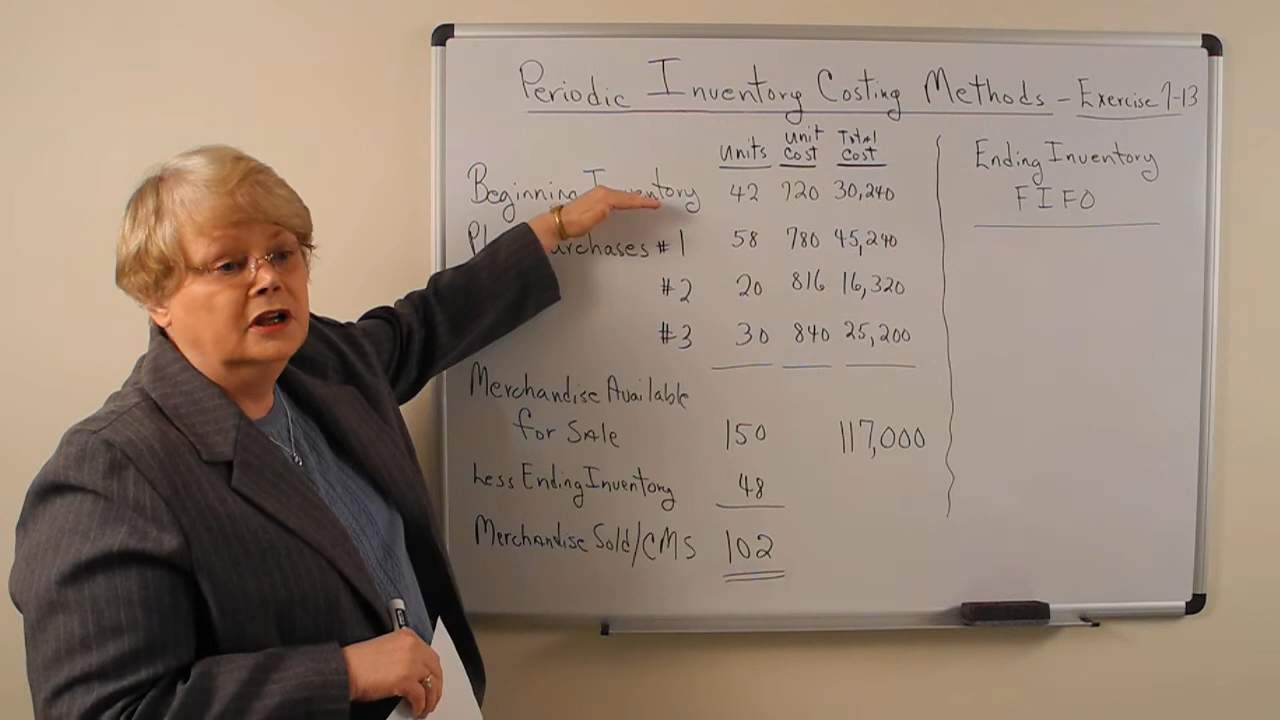 Periodic Inventory Costing Methods - Exercise 7-13
Units Unit Cost Total Cost
Beginning Inventory 42 720 30,240
Purchases #1 58 780 45,240
#2 20 816 16,320
#3 30 840 25,200
Merchandise Available
for Sale 150 117,000
Less Ending Inventory 48
Merchandise Sold/CMS 102
Ending Inventory
FIFO